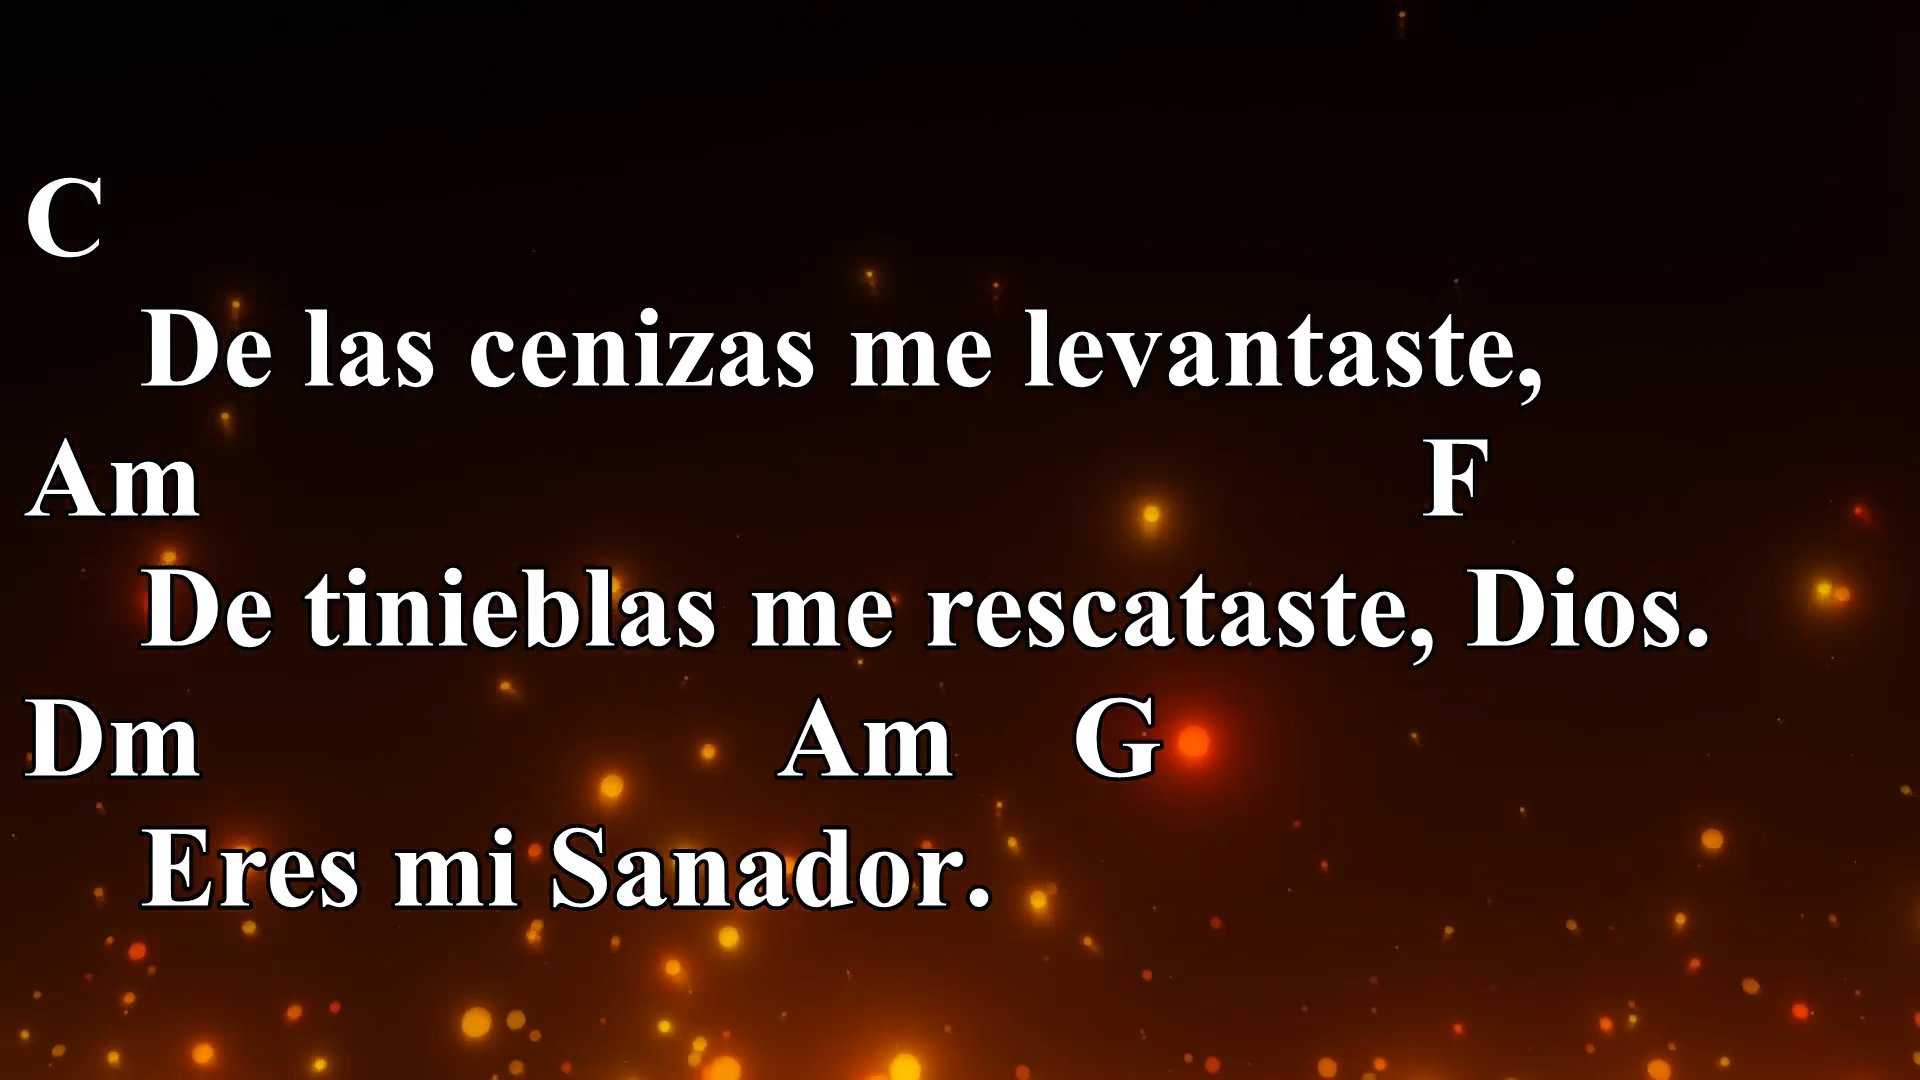 C
De las cenizas me levantaste,
Am F
De tinieblas me rescataste, Dios.
Dm Am G
Eres mi Sanador.